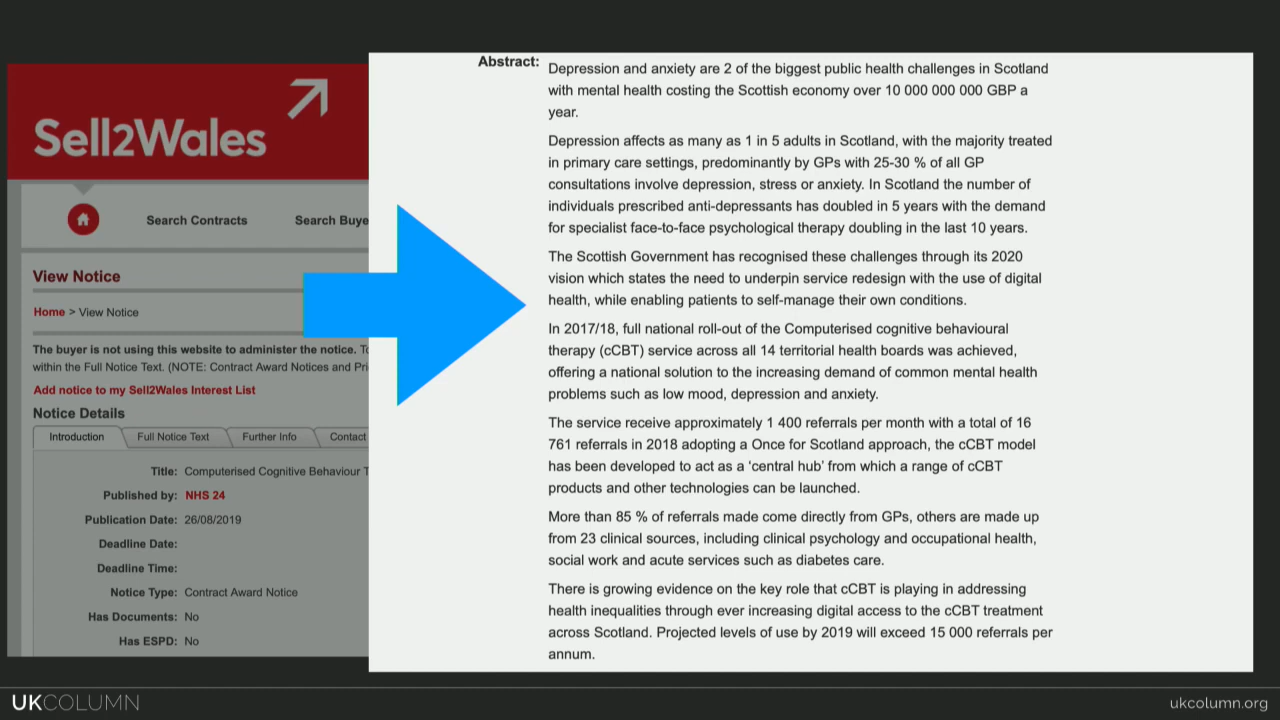 Sell2Wales
Search Contracts
Search Buye
View Notice
Home > View Notice
The buyer is not using this website to administer the notice. To
within the Full Notice Text. (NOTE: Contract Award Notices and Pri
Add notice to my Sell2Wales Interest List
Notice Details
Introduction
Full Notice Text
Further Info
Contact
Title: Computerised Cognitive Behaviour T
Published by: NHS 24
Publication Date: 26/08/2019
Deadline Date:
Deadline Time:
Notice Type: Contract Award Notice
Has Documents: No
Has ESPD: No
Abstract:
Depression and anxiety are 2 of the biggest public health challenges in Scotland
with mental health costing the Scottish economy over 10 000 000 000 GBP a
year.
Depression affects as many as 1 in 5 adults in Scotland, with the majority treated
in primary care settings, predominantly by GPs with 25-30 % of all GP
consultations involve depression, stress or anxiety. In Scotland the number of
individuals prescribed anti-depressants has doubled in 5 years with the demand
for specialist face-to-face psychological therapy doubling in the last 10 years.
The Scottish Government has recognised these challenges through its 2020
vision which states the need to underpin service redesign with the use of digital
health, while enabling patients to self-manage their own conditions.
In 2017/18, full national roll-out of the Computerised cognitive behavioural
therapy (cCBT) service across all 14 territorial health boards was achieved,
offering a national solution to the increasing demand of common mental health
problems such as low mood, depression and anxiety.
The service receive approximately 1 400 referrals per month with a total of 16
761 referrals in 2018 adopting a Once for Scotland approach, the cCBT model
has been developed to act as a ‘central hub’ from which a range of cCBT
products and other technologies can be launched.
More than 85 % of referrals made come directly from GPs, others are made up
from 23 clinical sources, including clinical psychology and occupational health,
social work and acute services such as diabetes care.
There is growing evidence on the key role that cCBT is playing in addressing
health inequalities through ever increasing digital access to the cCBT treatment
across Scotland. Projected levels of use by 2019 will exceed 15 000 referrals per
annum.
UKCOLUMN
ukcolumn.org